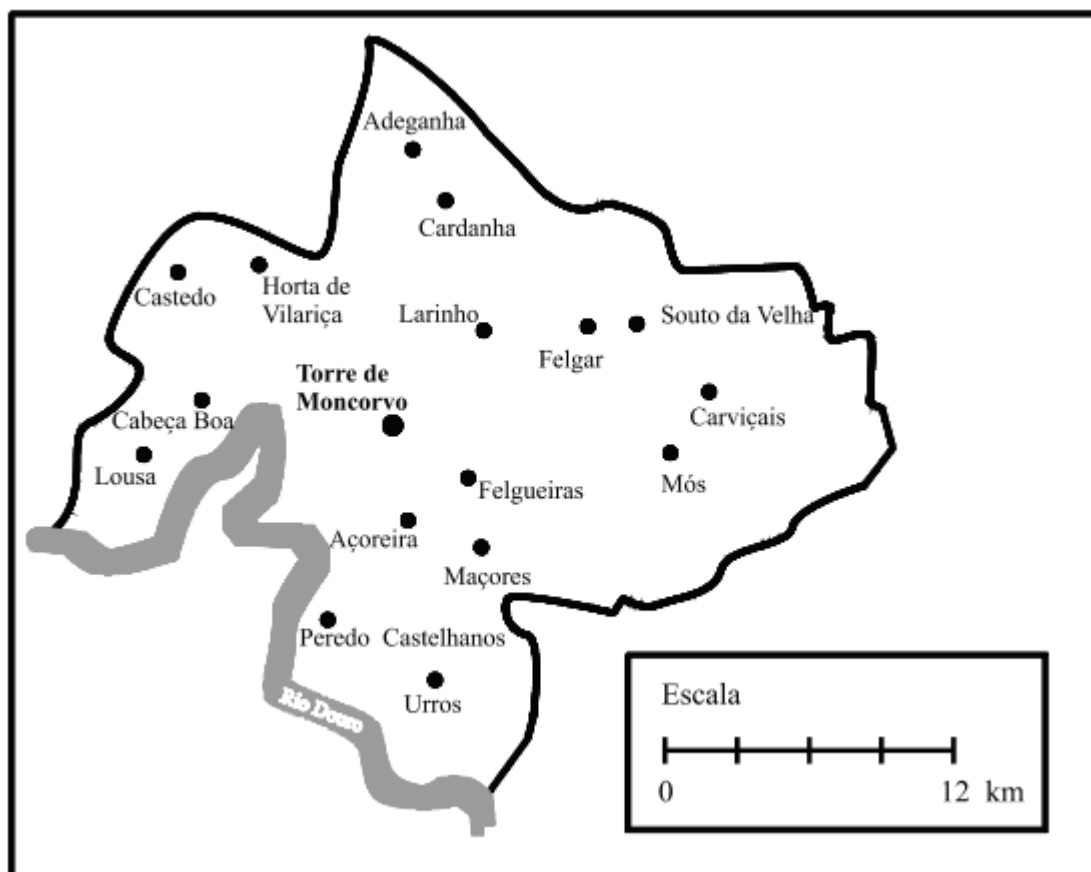 Adeganha
Cardanha
Castedo
Horta de
Vilariça
Larinho
Souto da Velha
Felgar
Torre de
Moncorvo
Cabeça Boa
Carviçais
Lousa
Felgueiras
Mós
Açoreira
Maçores
Peredo
Castelhanos
Urros
Rio Douro
Escala
0
12 km